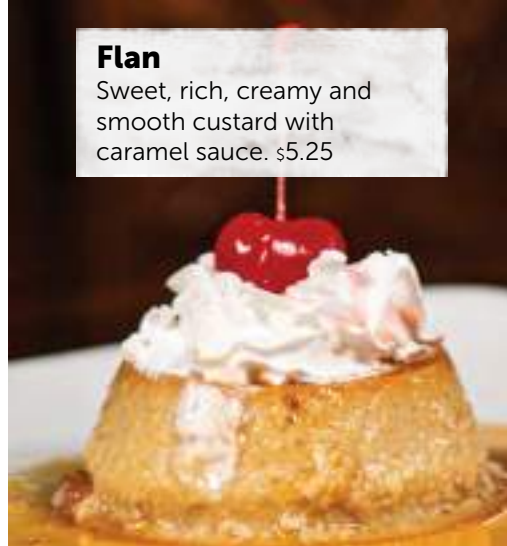 Flan
Sweet, rich, creamy and
smooth custard with
caramel sauce. $5.25